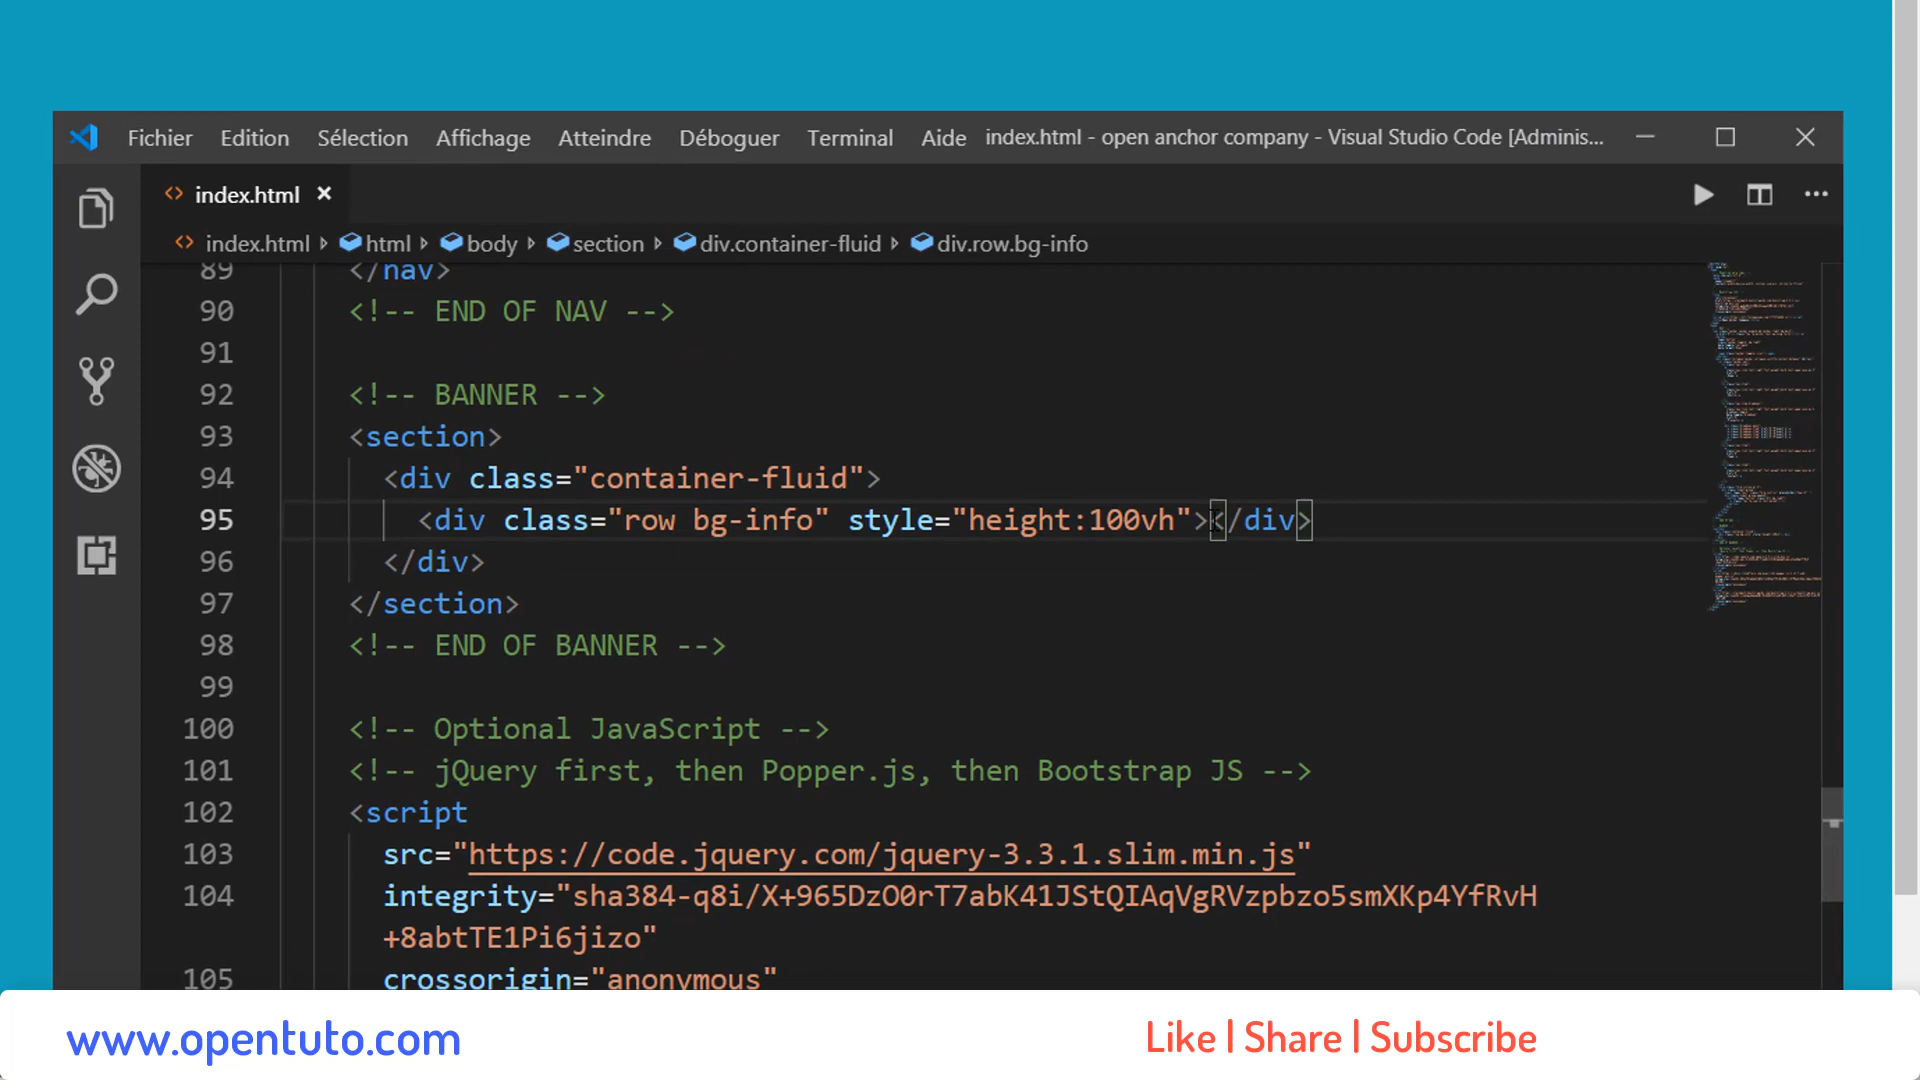 Fichier Edition Sélection Affichage Atteindre Déboguer Terminal Aide index.html - open anchor company - Visual Studio Code [Adminis...
index.html
index.html html body section div.container-fluid div.row.bg-info
89 </nav>
90 <!-- END OF NAV -->
91
92 <!-- BANNER -->
93 <section>
94 <div class="container-fluid">
95 <div class="row bg-info" style="height:100vh"></div>
96 </div>
97 </section>
98 <!-- END OF BANNER -->
99
100 <!-- Optional JavaScript -->
101 <!-- jQuery first, then Popper.js, then Bootstrap JS -->
102 <script
103 src="https://code.jquery.com/jquery-3.3.1.slim.min.js"
104 integrity="sha384-q8i/X+965DzO0rT7abK41JStQIAqVgRVzpbzo5smXKp4YfRvH
+8abtTE1Pi6jizo"
105 crossorigin="anonymous"
www.opentuto.com
Like | Share | Subscribe